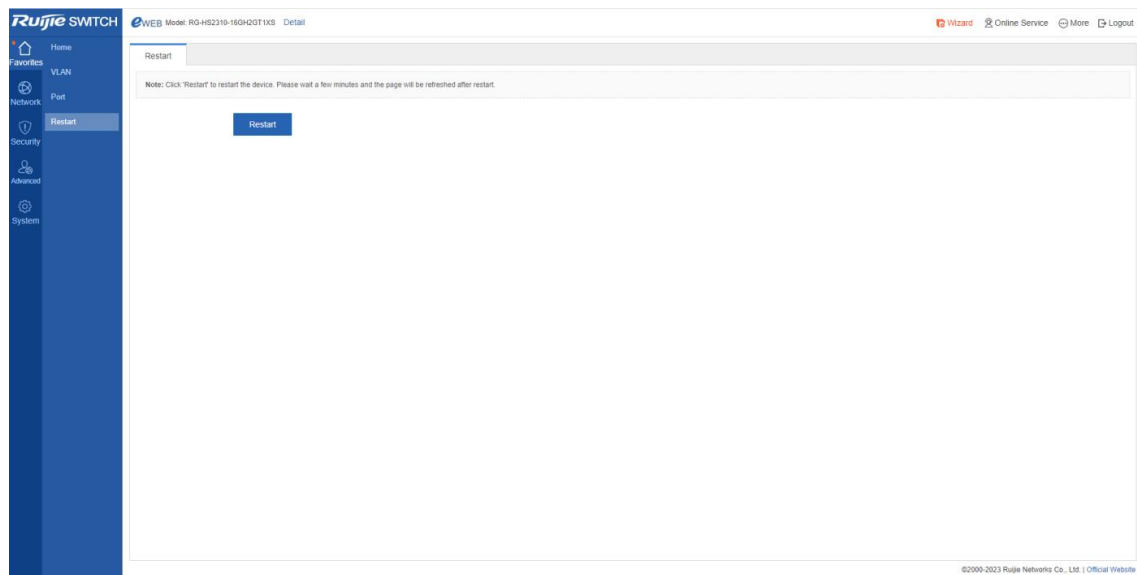 Ruijie SWITCH
eWEB Model: RG-HS2310-16GH2GT1XS Detail
Wizard Online Service More Logout
Favorites
Network
Security
Advanced
System
Home
VLAN
Port
Restart
Restart
Note: Click 'Restart' to restart the device. Please wait a few minutes and the page will be refreshed after restart.
Restart
©2000-2023 Ruijie Networks Co., Ltd. | Official Website